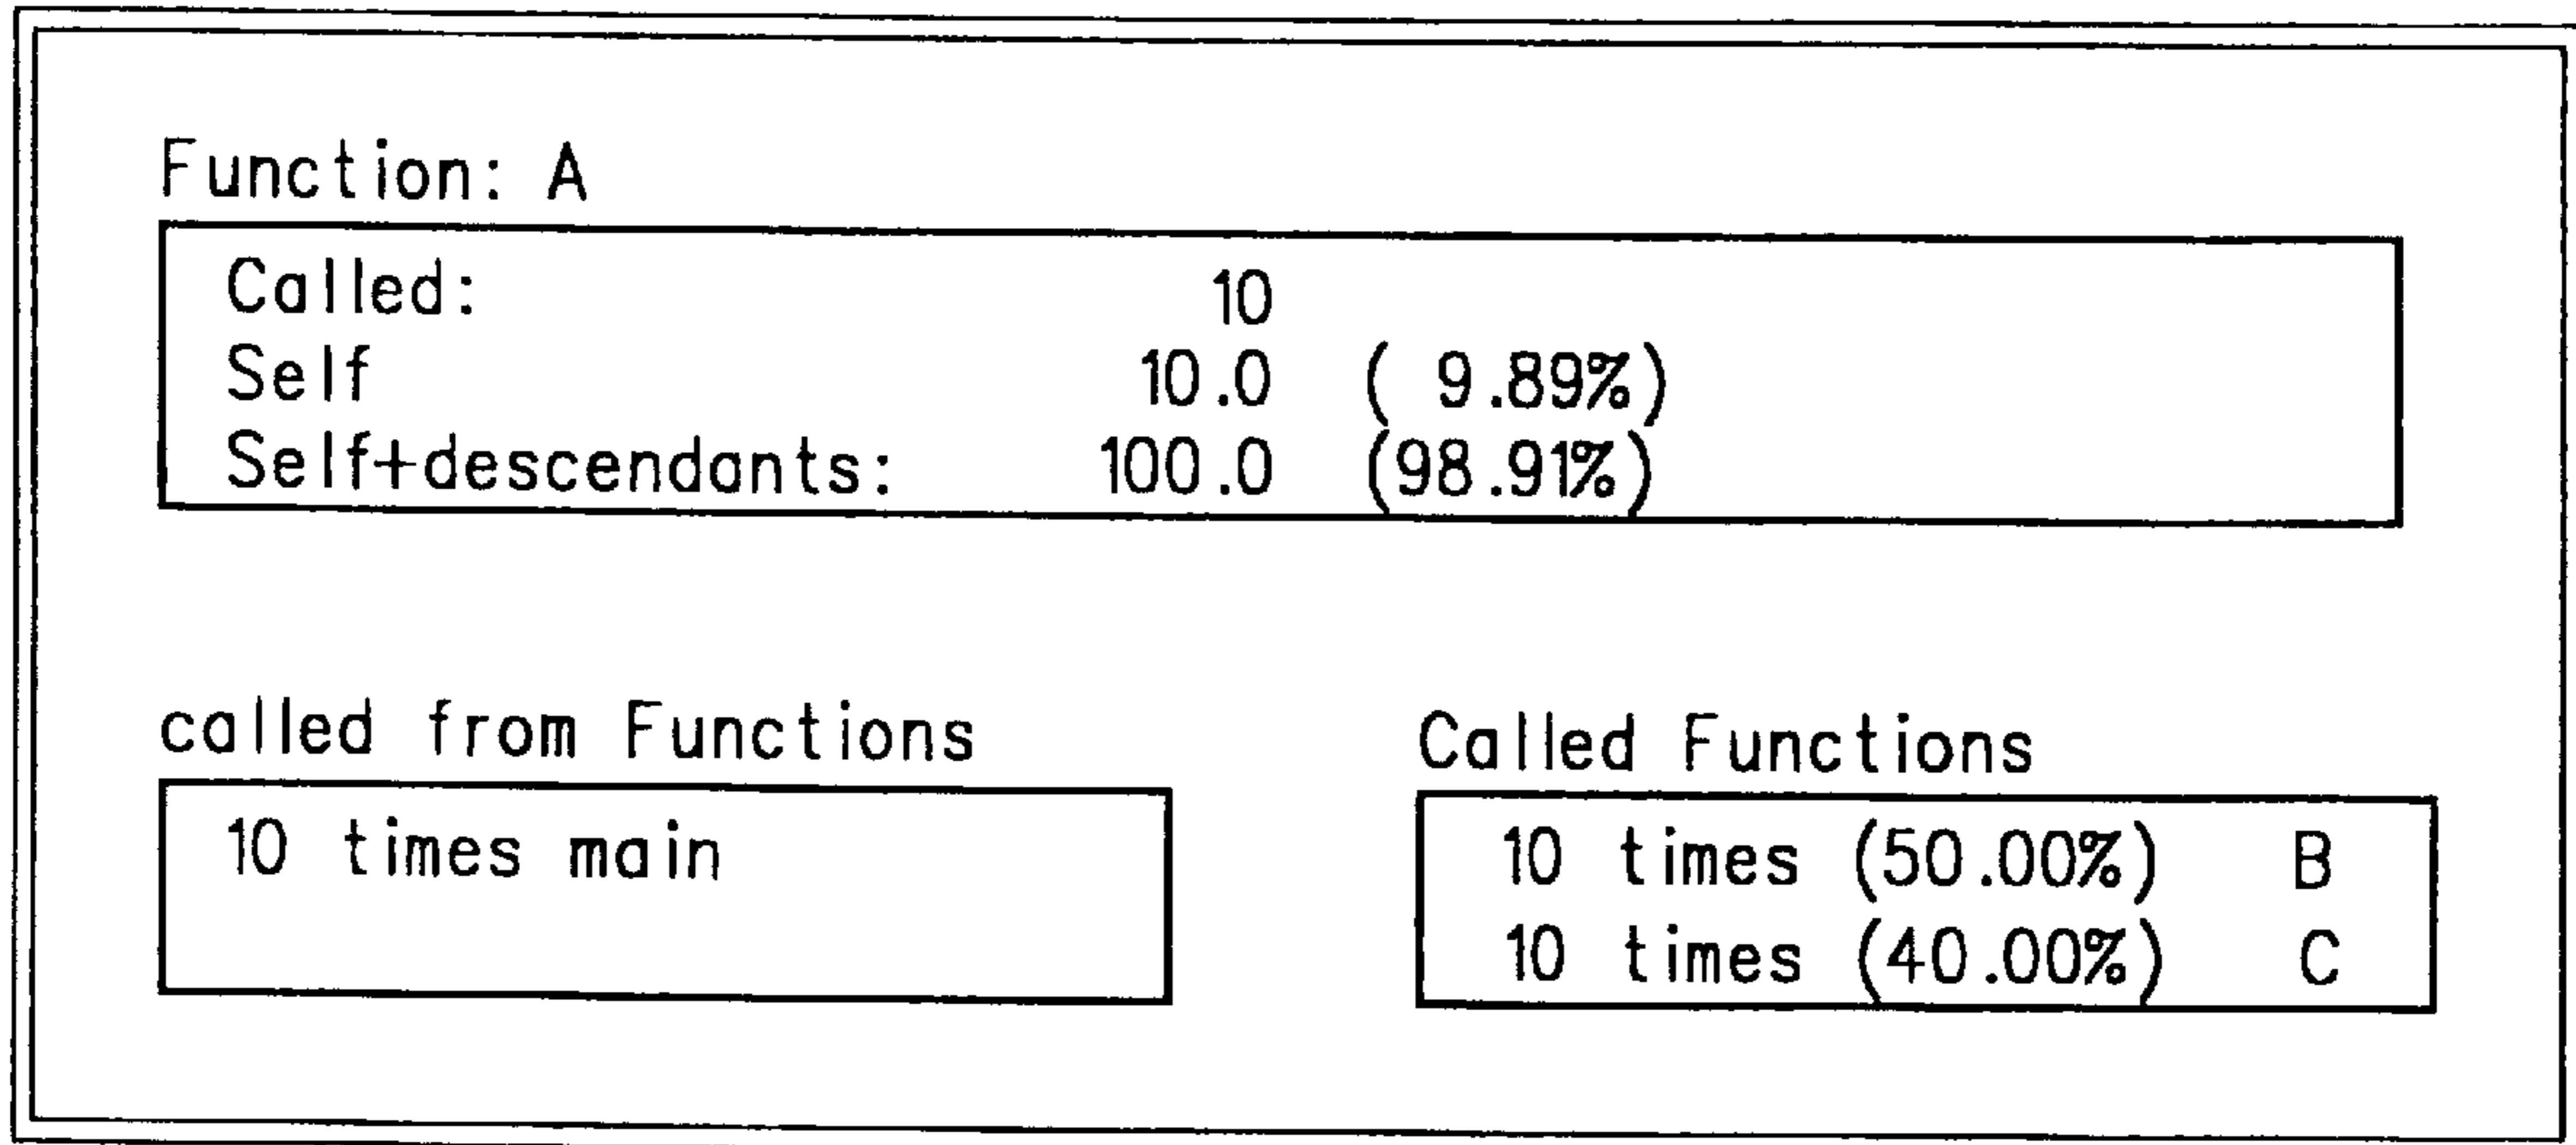 Function: A
Called: 10
Self 10.0 ( 9.89%)
Self+descendants: 100.0 (98.91%)
called from Functions
10 times main
Called Functions
10 times (50.00%) B
10 times (40.00%) C